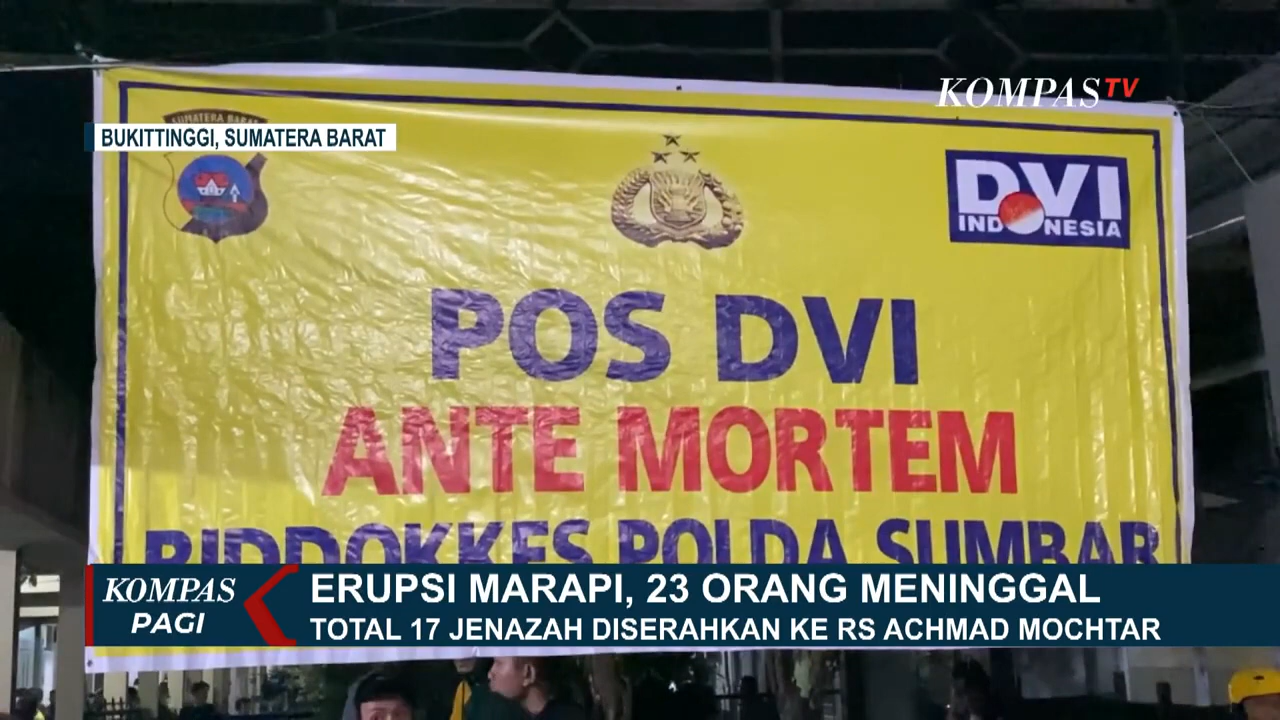 KOMPASTV
SUMATERA BARAT
BUKITTINGGI, SUMATERA BARAT
DVI
INDONESIA
POS DVI
ANTE MORTEM
BIDDOKKES POLDA SUMBAR
KOMPAS
PAGI
ERUPSI MARAPI, 23 ORANG MENINGGAL
TOTAL 17 JENAZAH DISERAHKAN KE RS ACHMAD MOCHTAR